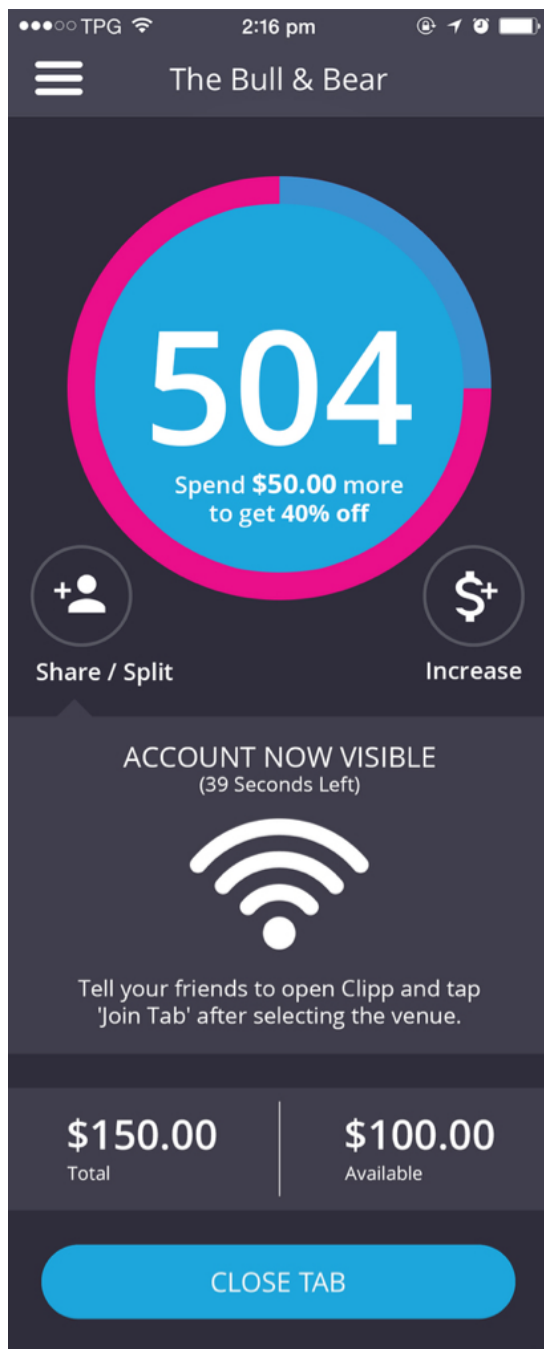 TPG 2:16 pm
The Bull & Bear
504
Spend $50.00 more
to get 40% off
Share / Split
Increase
ACCOUNT NOW VISIBLE
(39 Seconds Left)
Tell your friends to open Clipp and tap
'Join Tab' after selecting the venue.
$150.00
Total
$100.00
Available
CLOSE TAB